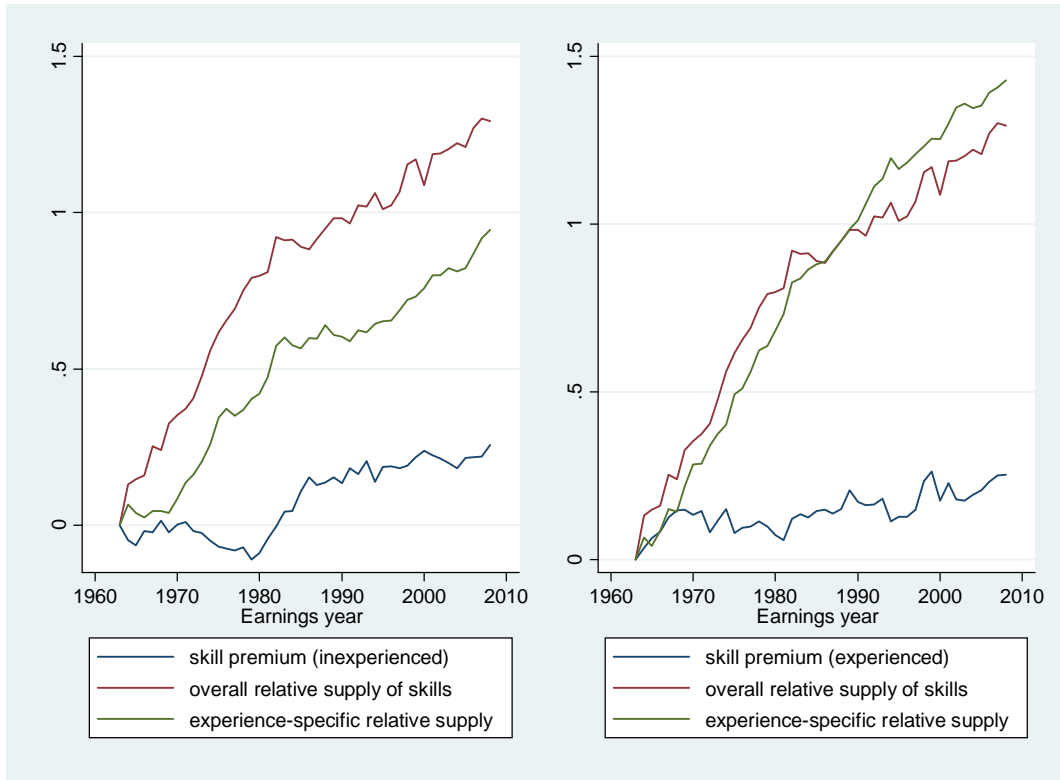 1.5
1
.5
0
1960 1970 1980 1990 2000 2010
Earnings year
skill premium (inexperienced)
overall relative supply of skills
experience-specific relative supply
1.5
1
.5
0
1960 1970 1980 1990 2000 2010
Earnings year
skill premium (experienced)
overall relative supply of skills
experience-specific relative supply